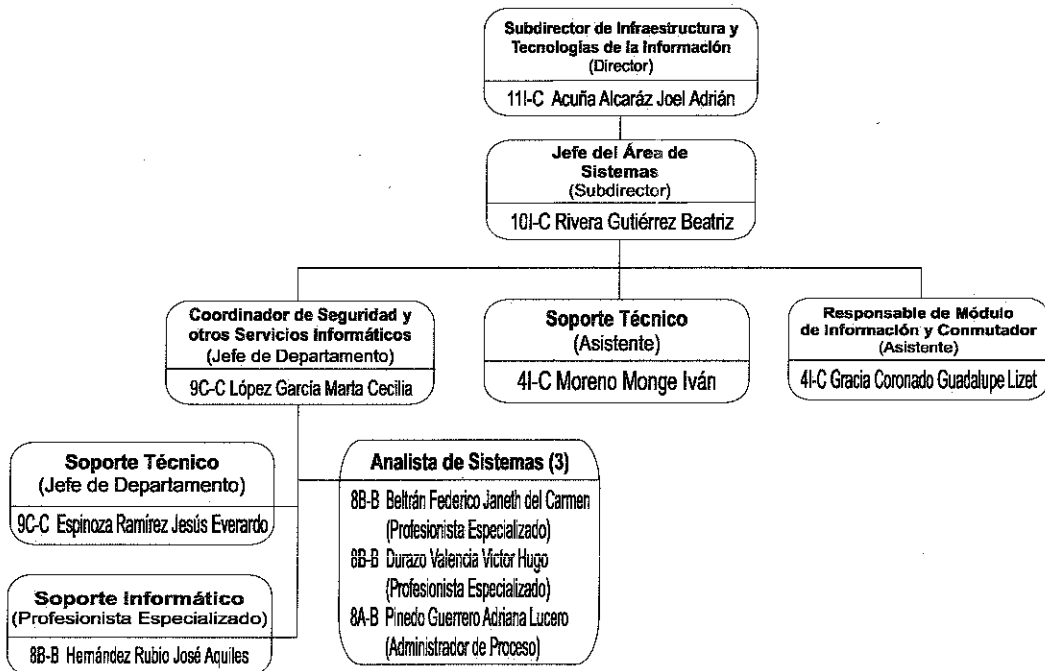 Subdirector de Infraestructura y
Tecnologías de la Información
(Director)
11I-C Acuña Alcaráz Joel Adrián
Jefe del Área de
Sistemas
(Subdirector)
10I-C Rivera Gutiérrez Beatriz
Coordinador de Seguridad y
otros Servicios Informáticos
(Jefe de Departamento)
9C-C López García Marta Cecilia
Soporte Técnico
(Asistente)
4I-C Moreno Monge Iván
Responsable de Módulo
de Información y Conmutador
(Asistente)
4I-C Gracia Coronado Guadalupe Lizet
Soporte Técnico
(Jefe de Departamento)
9C-C Espinoza Ramírez Jesús Everardo
Analista de Sistemas (3)
8B-B Beltrán Federico Janeth del Carmen
(Profesionista Especializado)
8B-B Durazo Valencia Víctor Hugo
(Profesionista Especializado)
8A-B Pinedo Guerrero Adriana Lucero
(Administrador de Proceso)
Soporte Informático
(Profesionista Especializado)
8B-B Hernández Rubio José Aquiles